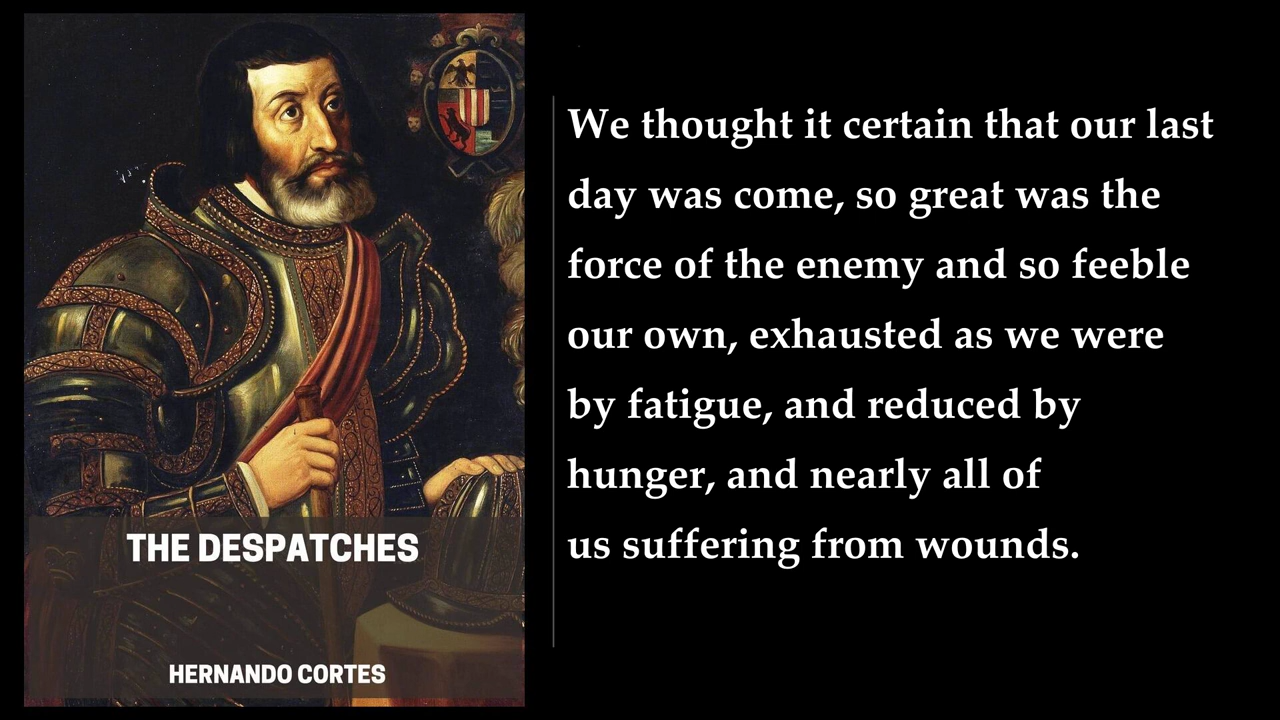 THE DESPATCHES
HERNANDO CORTES
We thought it certain that our last
day was come, so great was the
force of the enemy and so feeble
our own, exhausted as we were
by fatigue, and reduced by
hunger, and nearly all of
us suffering from wounds.